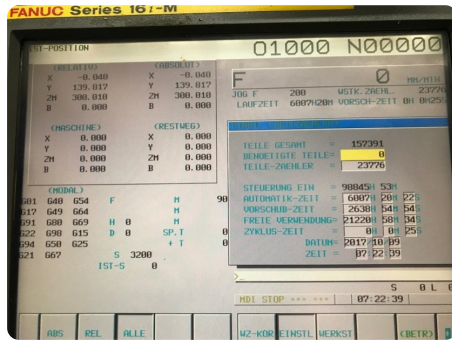 FANUC Series 16i-M
IST-POSITION O1000 N00000
(RELATIV) (ABSOLUT)
X -0.040 X -0.040
Y 139.817 Y 139.817
ZM 300.010 ZM 300.010
B 0.000 B 0.000
(MASCHINE) (RESTWEG)
X 0.000 X 0.000
Y 0.000 Y 0.000
ZM 0.000 ZM 0.000
B 0.000 B 0.000
(MODAL)
G01 G40 G54 F M 90
G17 G49 G64 M
G91 G80 G69 H 0 M
G22 G98 G15 D 0 SP.T 0
G94 G50 G25 + T 0
G21 G67 S 3200
IST-S 0
F 0 MM/MIN
JOG F 200 WSTK.ZAEHL. 23776
LAUFZEIT 6007H20M VORSCH-ZEIT 0H 0M25S
TEILE GESAMT = 157391
BENOETIGTE TEILE= 0
TEILE-ZAEHLER = 23776
STEUERUNG EIN = 98845H 53M
AUTOMATIK-ZEIT = 6007H 20M 22S
VORSCHUB-ZEIT = 2638H 54M 54S
FREIE VERWENDUNG= 21220H 58M 34S
ZYKLUS-ZEIT = 0H 0M 25S
DATUM= 2017/10/09
ZEIT = 07:22:39
>_
S 0 L 0
MDI STOP *** *** 07:22:39
ABS REL ALLE W2-KOR EINSTL WERKST (BETR)